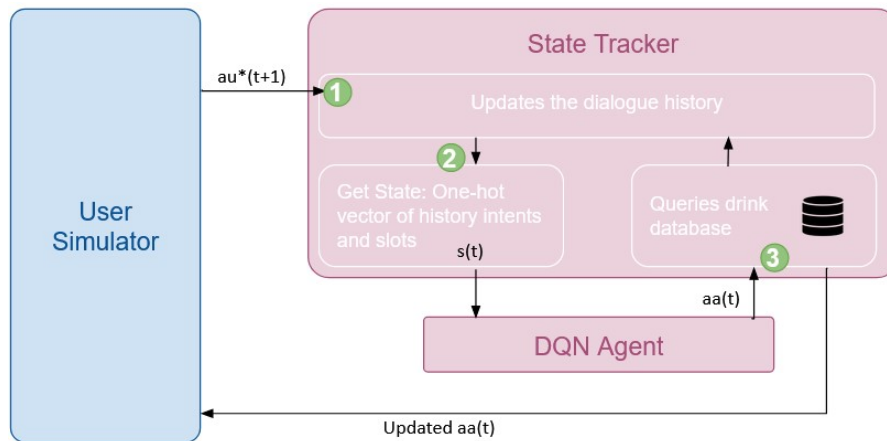 State Tracker
au*(t+1)
1
Updates the dialogue history
2
Get State: One-hot
vector of history intents
and slots
s(t)
Queries drink
database
3
User
Simulator
aa(t)
DQN Agent
Updated aa(t)